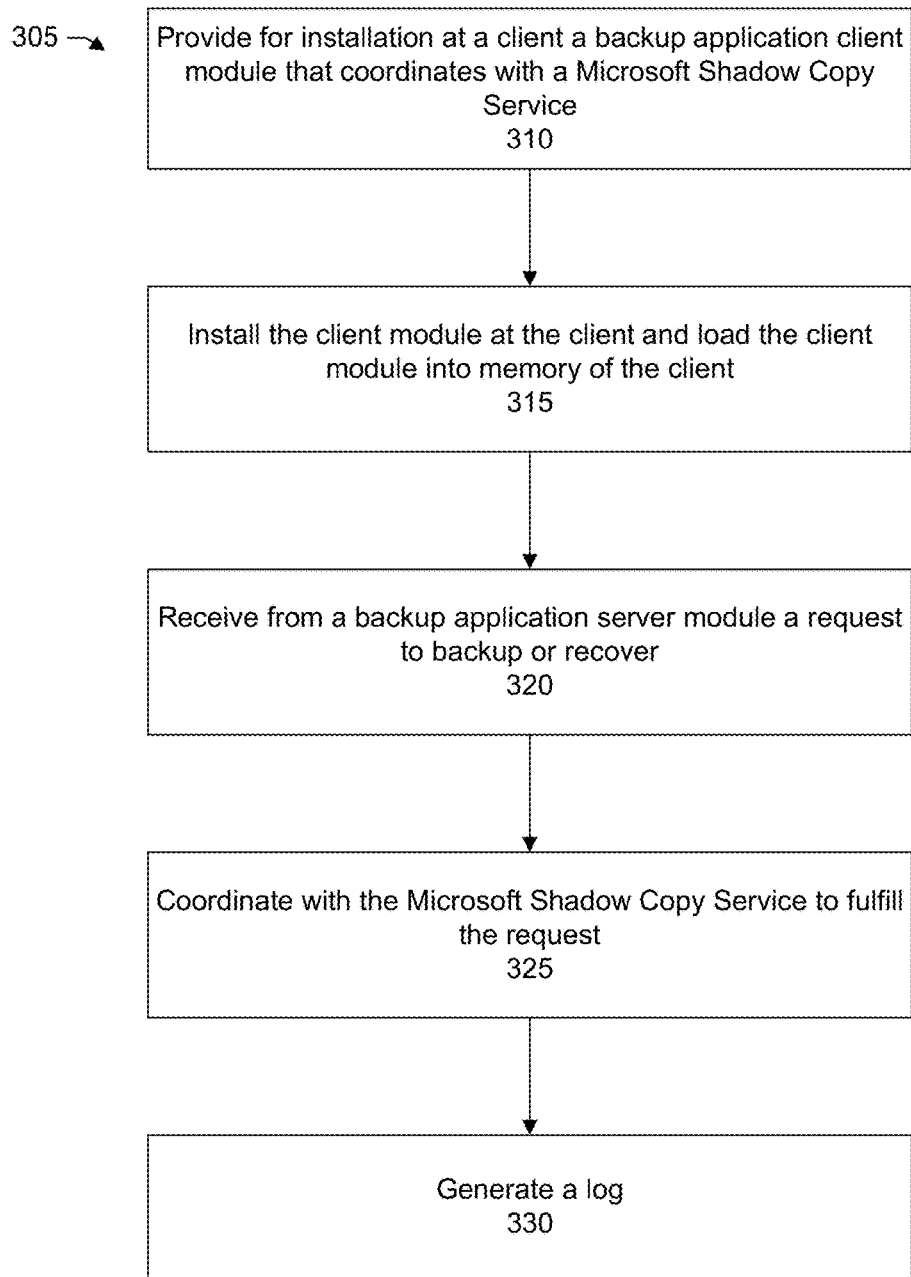 305
Provide for installation at a client a backup application client
module that coordinates with a Microsoft Shadow Copy
Service
310
Install the client module at the client and load the client
module into memory of the client
315
Receive from a backup application server module a request
to backup or recover
320
Coordinate with the Microsoft Shadow Copy Service to fulfill
the request
325
Generate a log
330